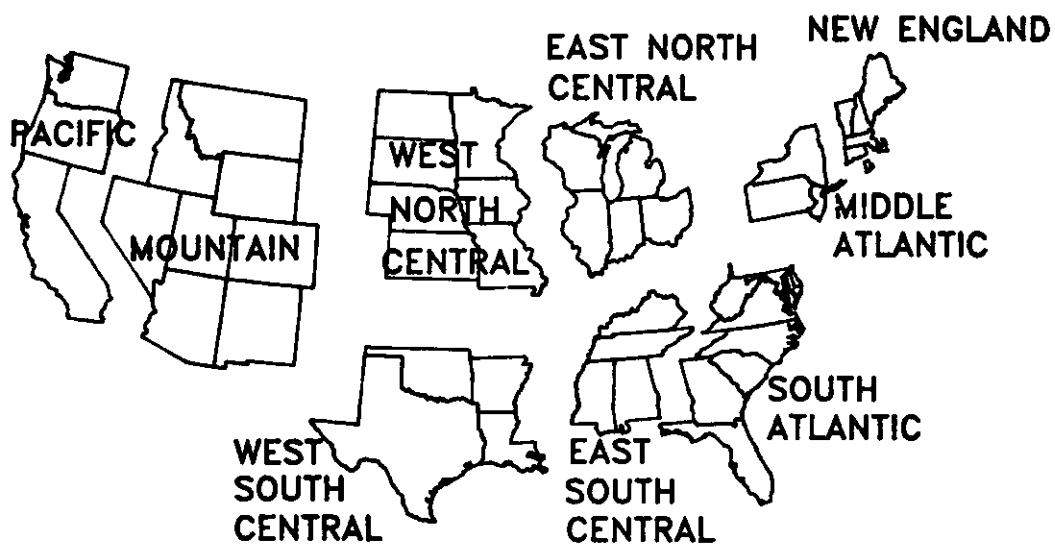 NEW ENGLAND
EAST NORTH
CENTRAL
PACIFIC
WEST
NORTH
CENTRAL
MOUNTAIN
MIDDLE
ATLANTIC
SOUTH
ATLANTIC
WEST
SOUTH
CENTRAL
EAST
SOUTH
CENTRAL